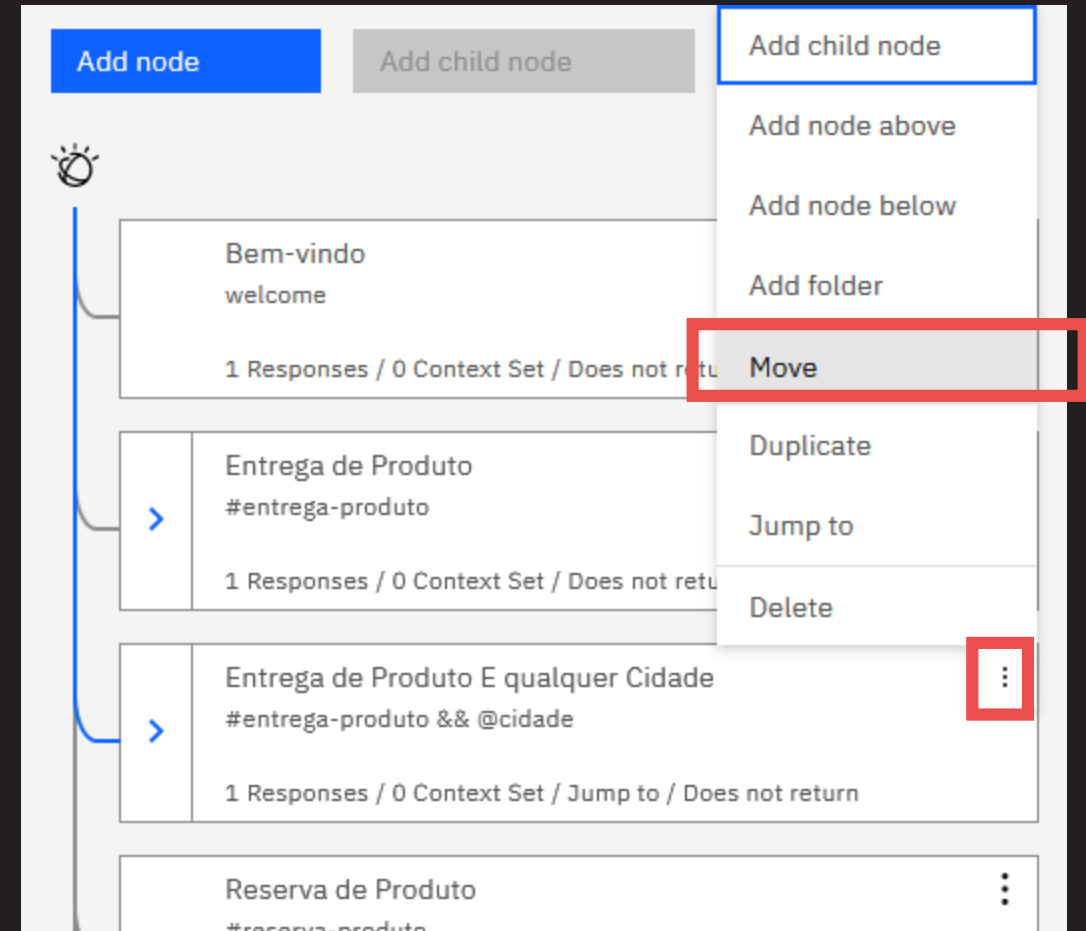 Add node
Add child node
Add child node
Add node above
Add node below
Add folder
Move
Duplicate
Jump to
Delete
Bem-vindo
welcome
1 Responses / 0 Context Set / Does not retu
Entrega de Produto
#entrega-produto
1 Responses / 0 Context Set / Does not retu
Entrega de Produto E qualquer Cidade
#entrega-produto && @cidade
1 Responses / 0 Context Set / Jump to / Does not return
Reserva de Produto
#reserva-produto